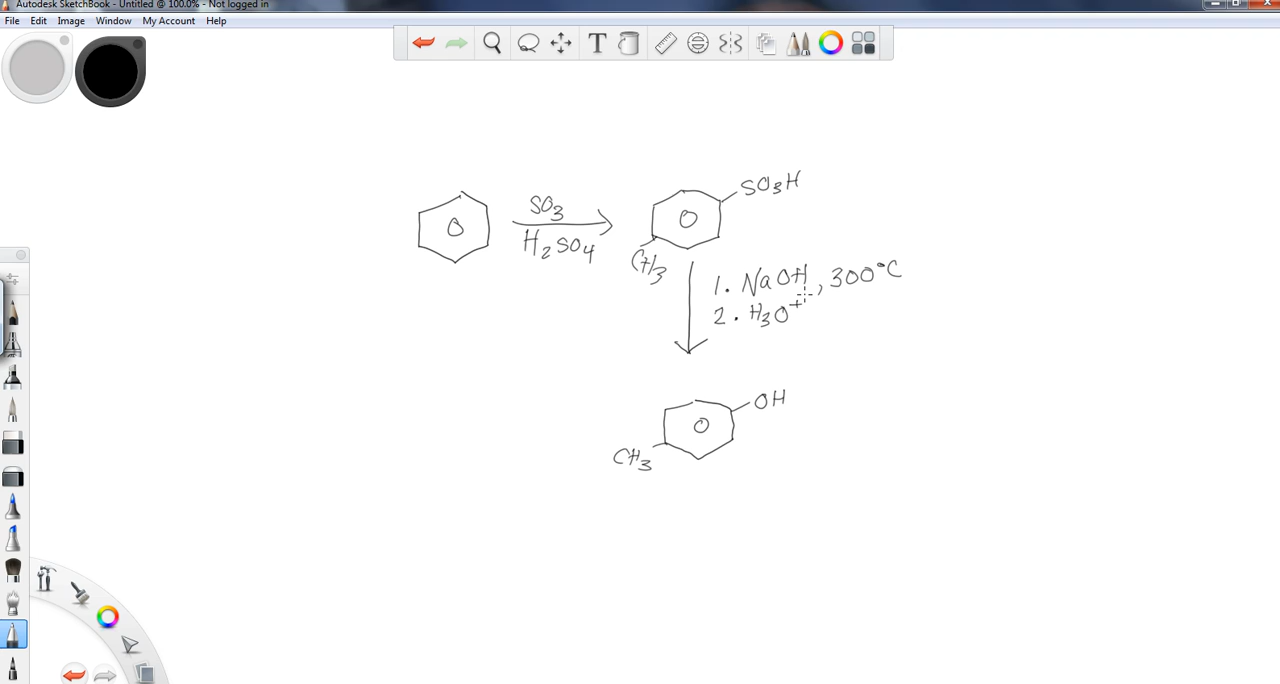 Autodesk SketchBook - Untitled @ 100.0% - Not logged in
File Edit Image Window My Account Help
T
SO3
H2SO4
SO3H
CH3
1. NaOH, 300°C
2. H3O+
OH
CH3